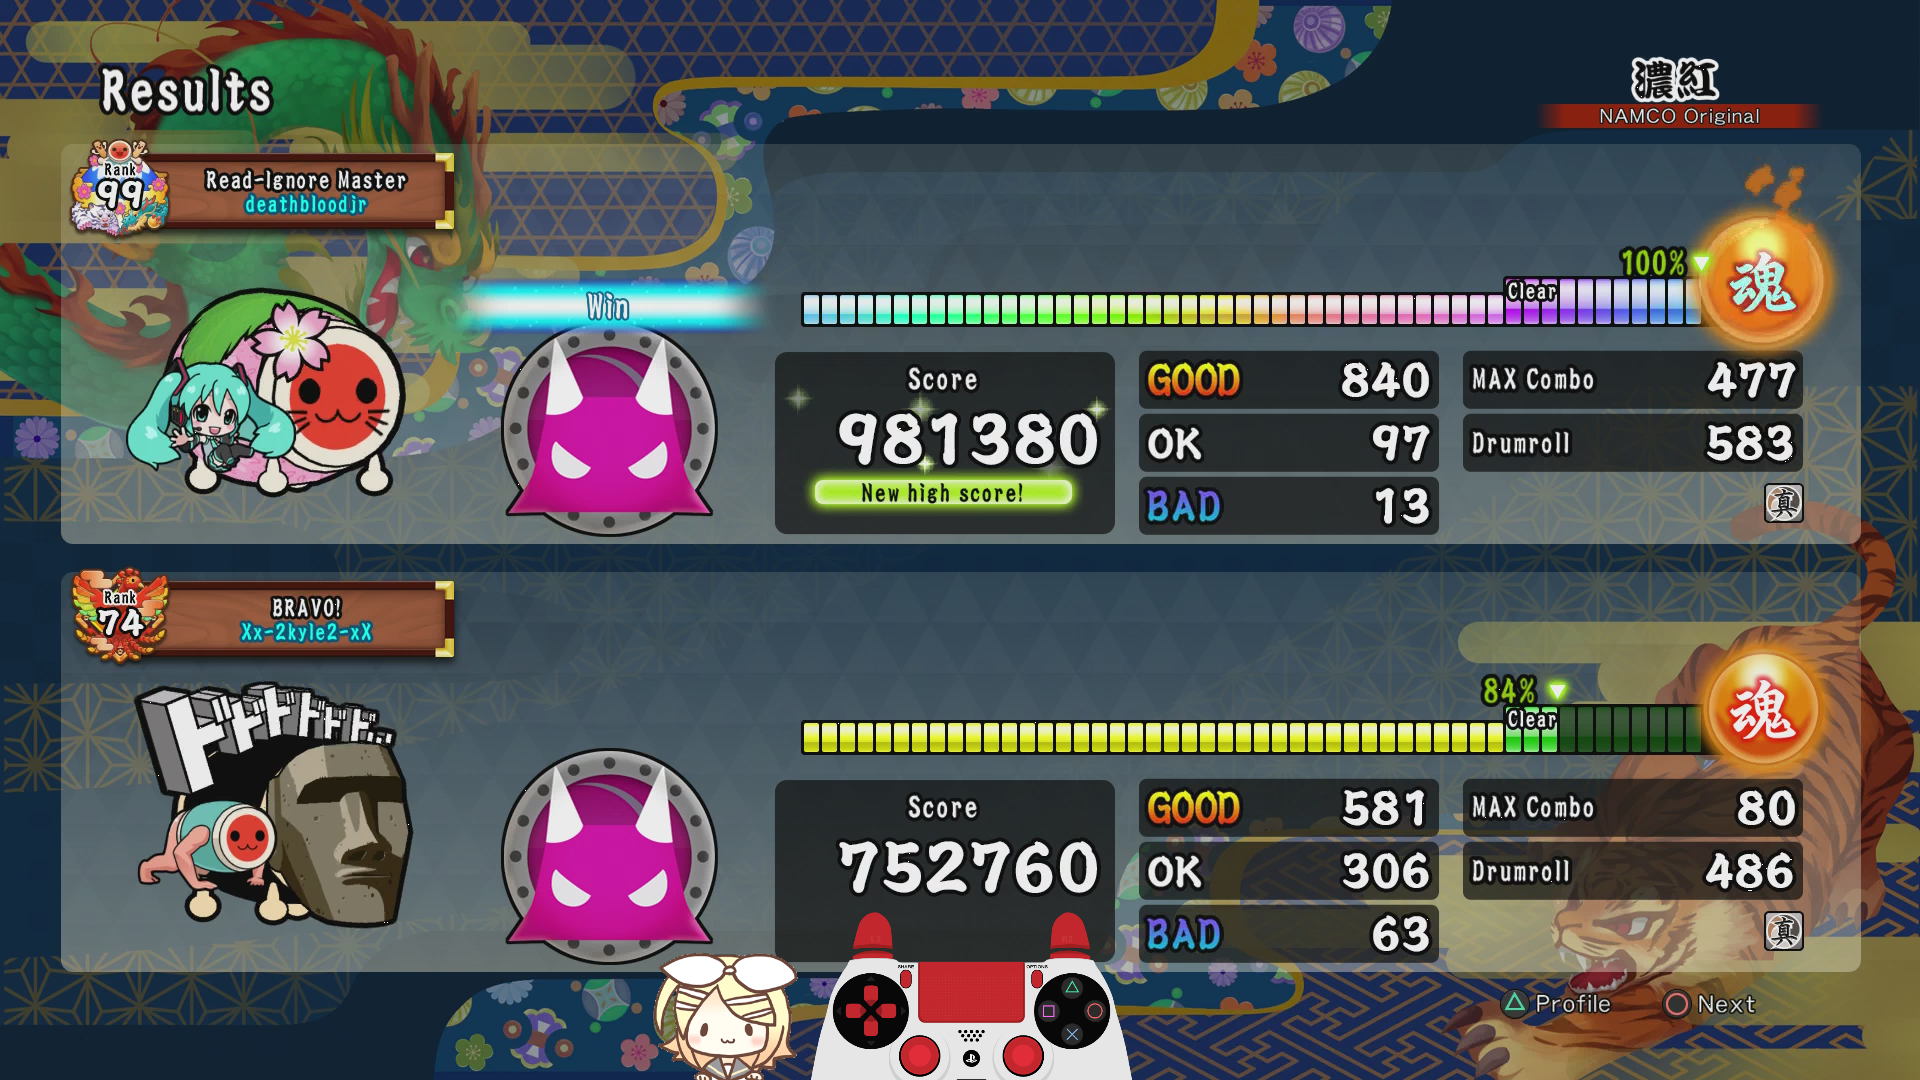 Results
濃紅
NAMCO Original
Rank
99
Read-Ignore Master
deathbloodjr
Win
100%
Clear
魂
Score
981380
New high score!
GOOD 840
OK 97
BAD 13
MAX Combo 477
Drumroll 583
真
Rank
74
BRAVO!
Xx-2kyle2-xX
ドドドドドド...
84%
Clear
魂
Score
752760
GOOD 581
OK 306
BAD 63
MAX Combo 80
Drumroll 486
真
SHARE
OPTIONS
Profile
Next